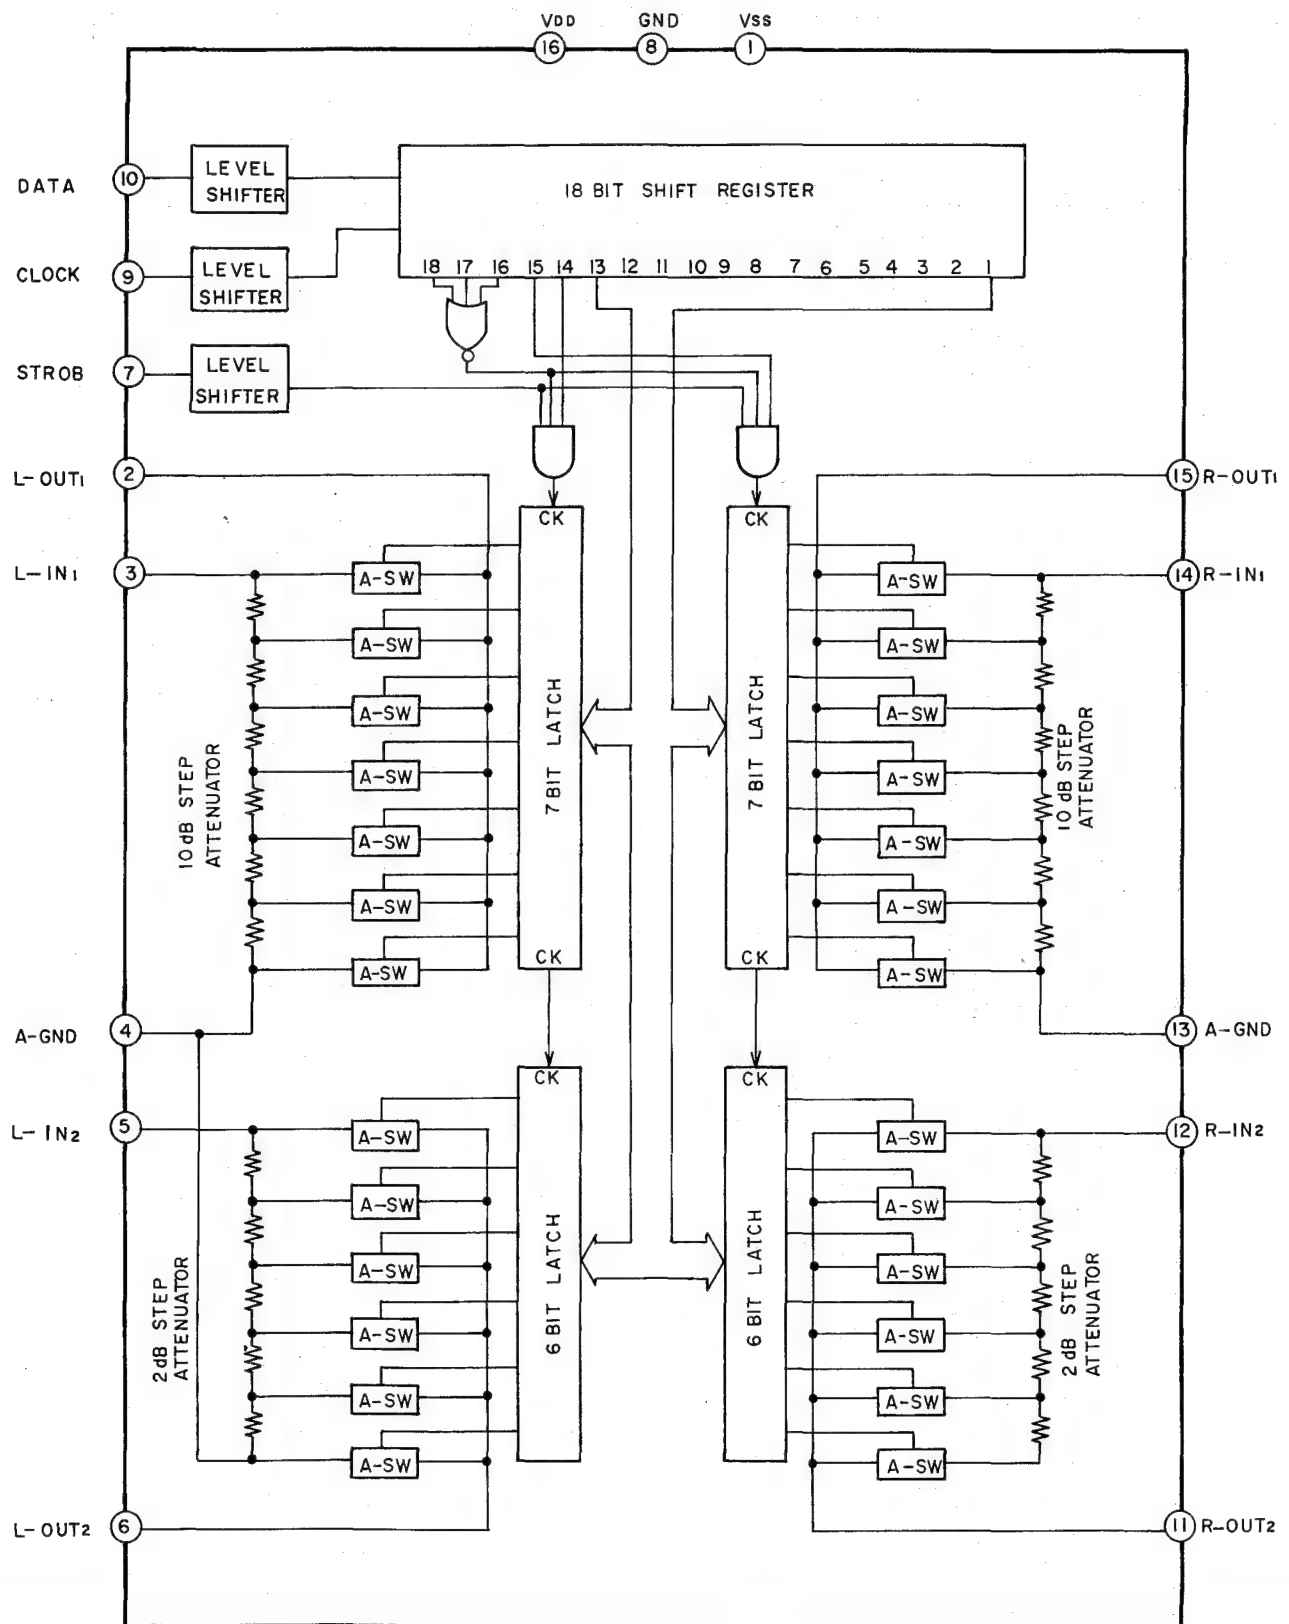 VDD GND VSS
16 8 1
DATA 10 LEVEL SHIFTER
18 BIT SHIFT REGISTER
CLOCK 9 LEVEL SHIFTER
18 17 16 15 14 13 12 11 10 9 8 7 6 5 4 3 2 1
STROB 7 LEVEL SHIFTER
L-OUT1 2
15 R-OUT1
CK
CK
L-IN1 3
14 R-IN1
A-SW
A-SW
A-SW
A-SW
A-SW
A-SW
A-SW
A-SW
A-SW
A-SW
A-SW
A-SW
A-SW
A-SW
10dB STEP
ATTENUATOR
7 BIT LATCH
7 BIT LATCH
10dB STEP
ATTENUATOR
CK
CK
A-GND 4
13 A-GND
CK
CK
L-IN2 5
12 R-IN2
A-SW
A-SW
A-SW
A-SW
A-SW
A-SW
A-SW
A-SW
A-SW
A-SW
A-SW
A-SW
2dB STEP
ATTENUATOR
6 BIT LATCH
6 BIT LATCH
2dB STEP
ATTENUATOR
L-OUT2 6
11 R-OUT2